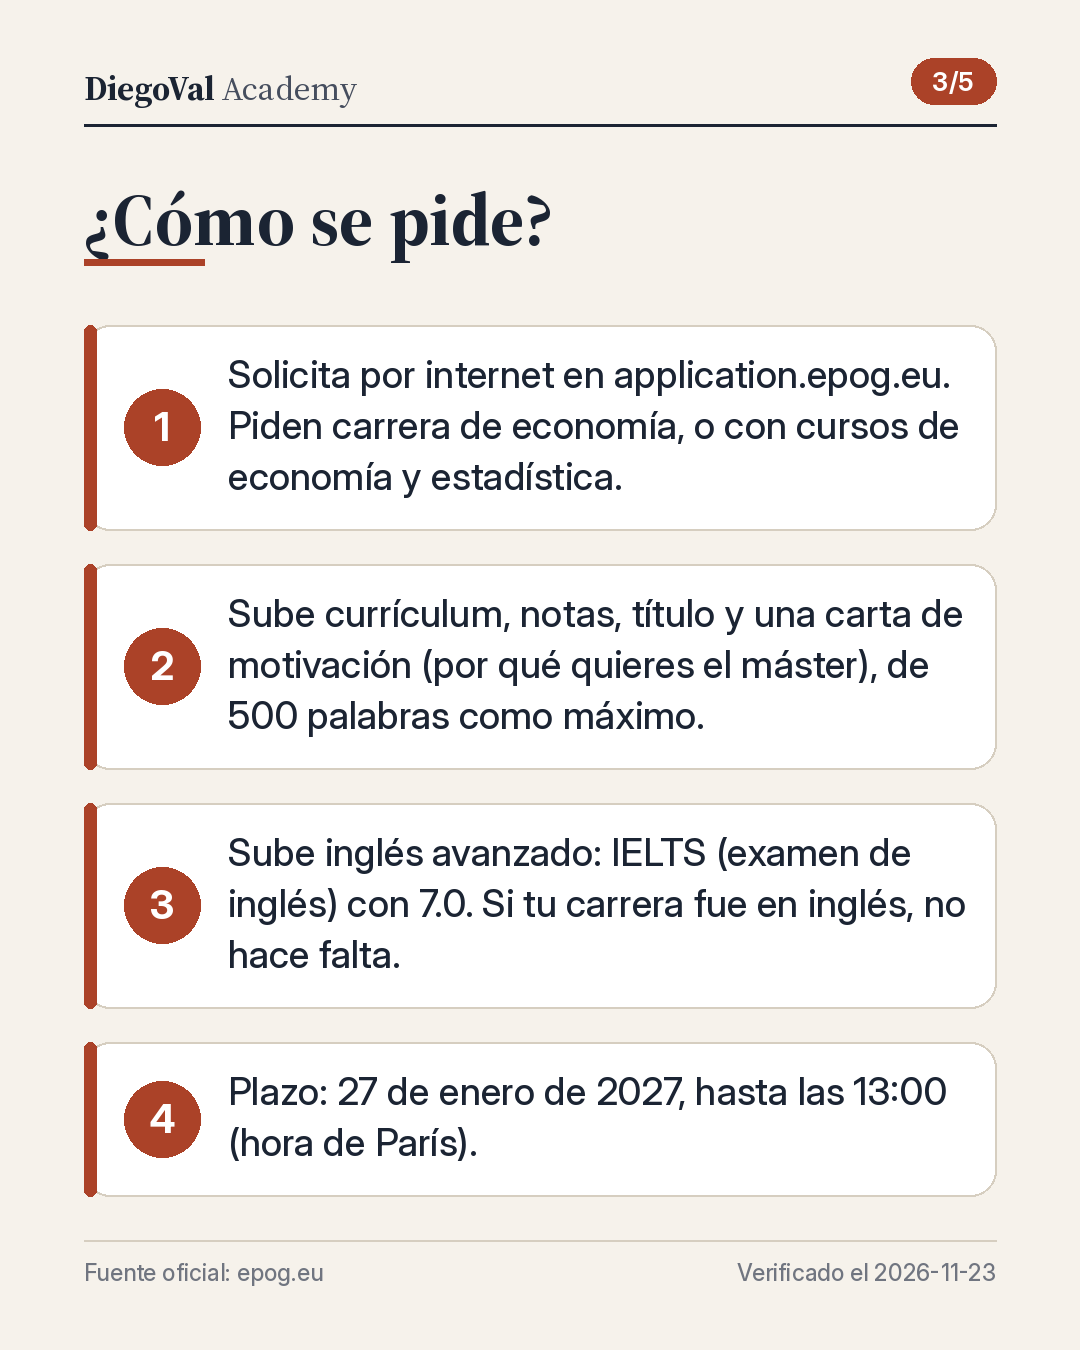 DiegoVal Academy
3/5
¿Cómo se pide?
1
Solicita por internet en application.epog.eu.
Piden carrera de economía, o con cursos de
economía y estadística.
2
Sube currículum, notas, título y una carta de
motivación (por qué quieres el máster), de
500 palabras como máximo.
3
Sube inglés avanzado: IELTS (examen de
inglés) con 7.0. Si tu carrera fue en inglés, no
hace falta.
4
Plazo: 27 de enero de 2027, hasta las 13:00
(hora de París).
Fuente oficial: epog.eu
Verificado el 2026-11-23